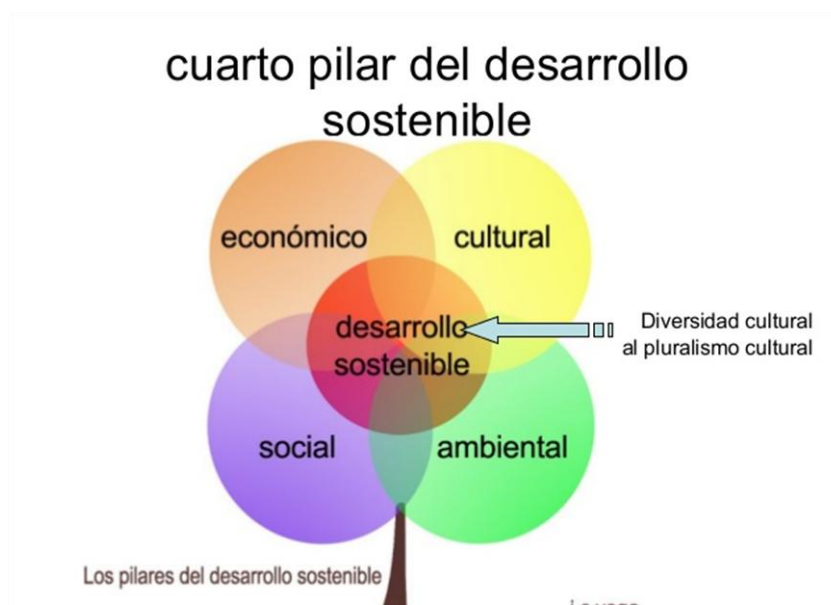 cuarto pilar del desarrollo
sostenible
económico
cultural
desarrollo
sostenible
Diversidad cultural
al pluralismo cultural
social
ambiental
Los pilares del desarrollo sostenible